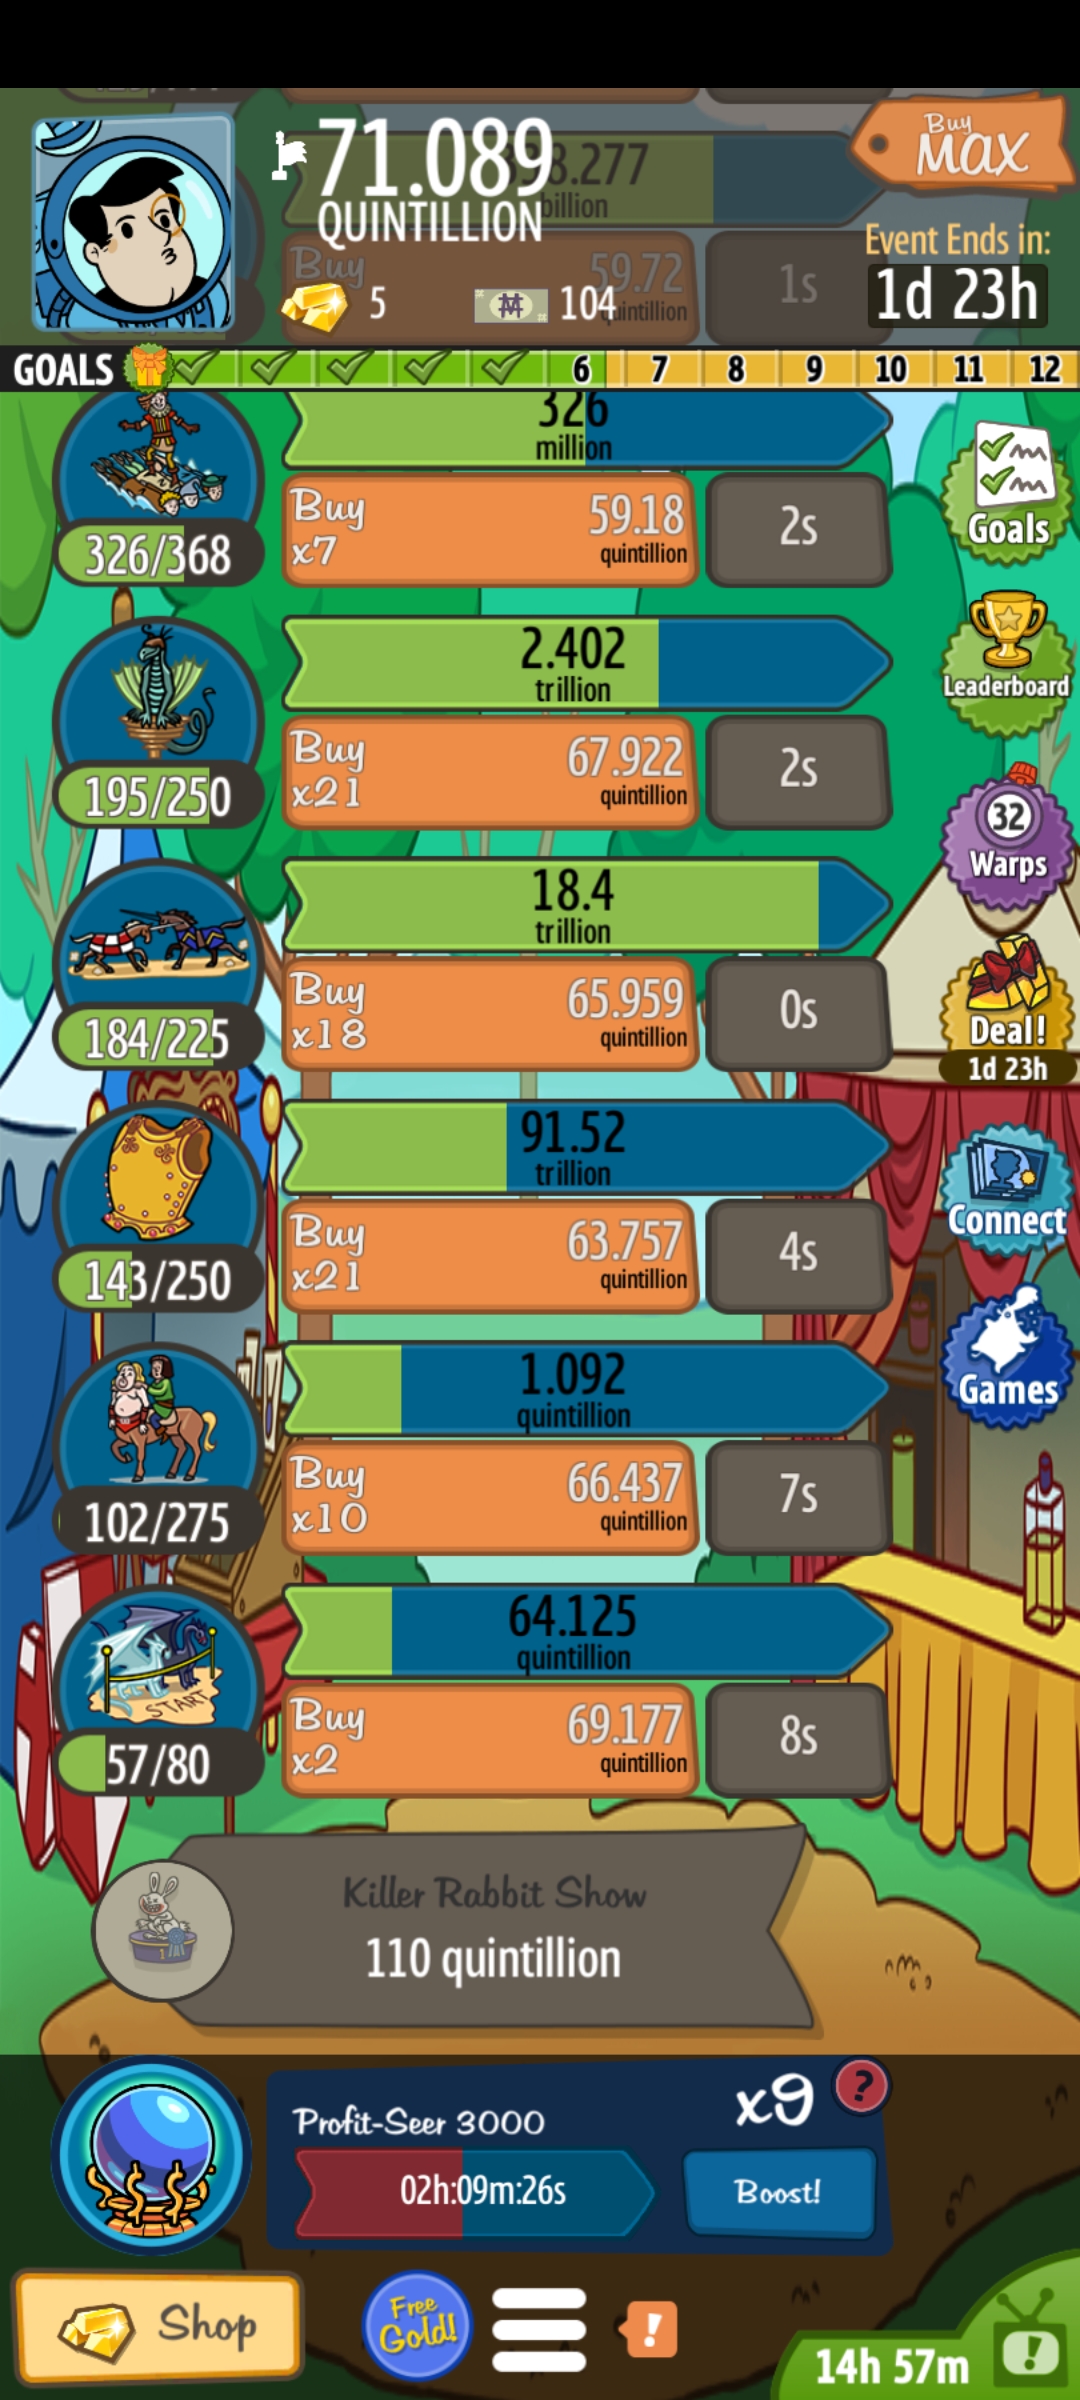 71.089
QUINTILLION
Buy
MAX
billion
Buy
59.72
1s
Event Ends in:
1d 23h
5
104
GOALS
6 7 8 9 10 11 12
326
million
Buy
x7
59.18
quintillion
2s
326/368
Goals
2.402
trillion
Buy
x21
67.922
quintillion
2s
195/250
Leaderboard
32
Warps
18.4
trillion
Buy
x18
65.959
quintillion
0s
184/225
Deal!
1d 23h
91.52
trillion
Buy
x21
63.757
quintillion
4s
143/250
Connect
1.092
quintillion
Buy
x10
66.437
quintillion
7s
102/275
Games
64.125
quintillion
Buy
x2
69.177
quintillion
8s
57/80
START
Killer Rabbit Show
110 quintillion
1
Profit-Seer 3000
x9
?
02h:09m:26s
Boost!
Shop
Free
Gold!
!
14h 57m
!